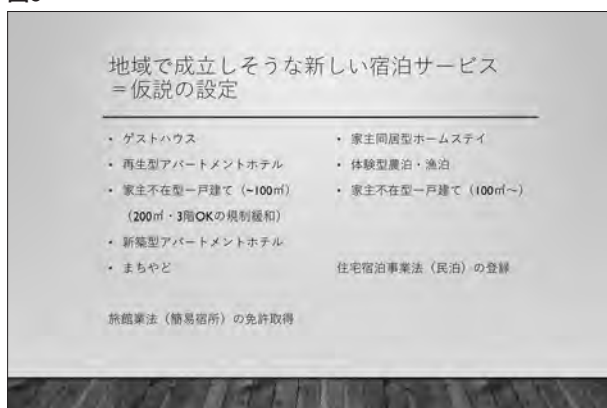 地域で成立しそうな新しい宿泊サービス
=仮説の設定
• ゲストハウス
• 再生型アパートメントホテル
• 家主不在型一戸建て（~100㎡）
（200㎡・3階OKの規制緩和）
• 新築型アパートメントホテル
• まちやど
旅館業法（簡易宿所）の免許取得
• 家主同居型ホームステイ
• 体験型農泊・漁泊
• 家主不在型一戸建て（100㎡~）
住宅宿泊事業法（民泊）の登録